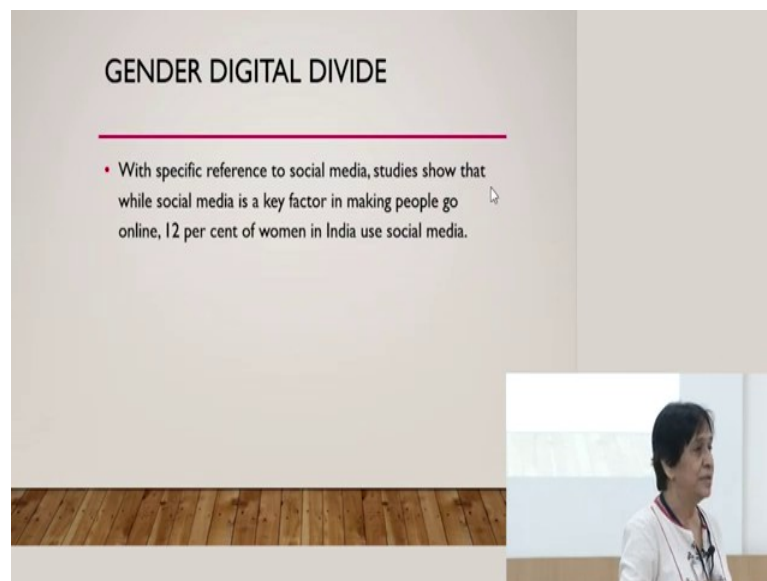 GENDER DIGITAL DIVIDE
• With specific reference to social media, studies show that
while social media is a key factor in making people go
online, 12 per cent of women in India use social media.